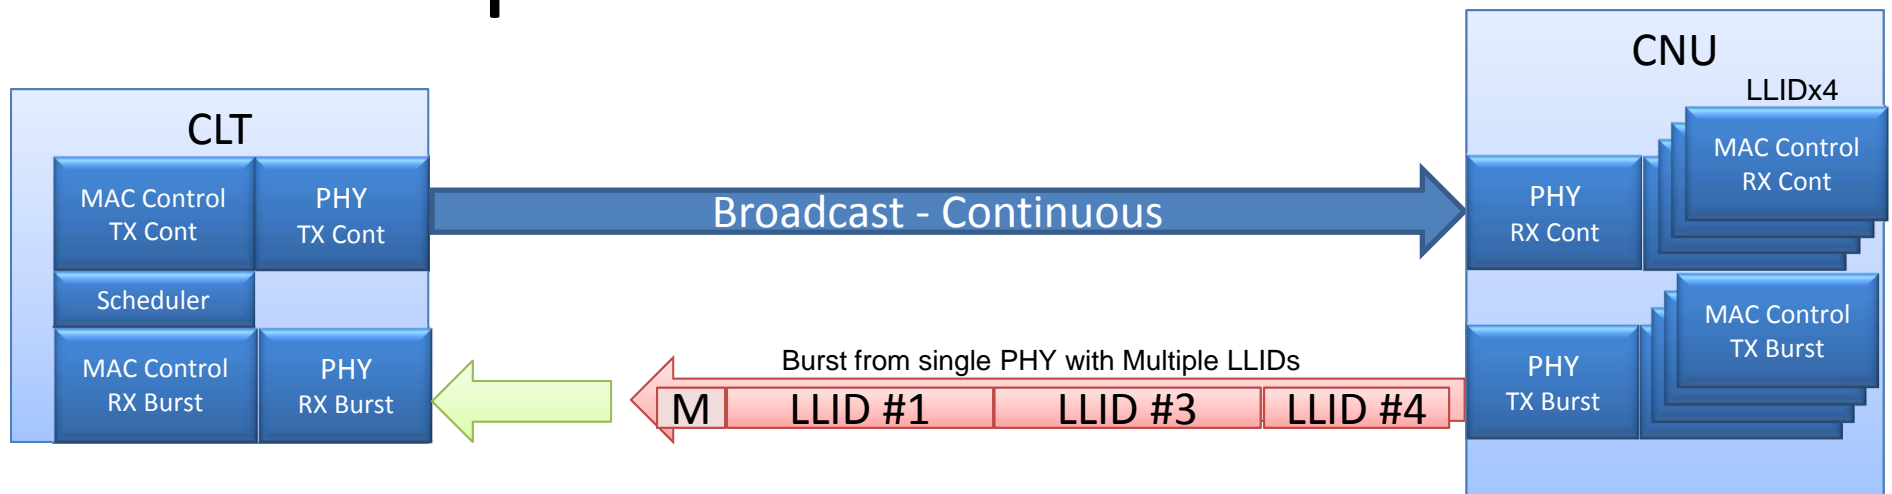 CNU
LLIDx4
CLT
MAC Control
TX Cont
PHY
TX Cont
Broadcast - Continuous
PHY
RX Cont
MAC Control
RX Cont
Scheduler
MAC Control
RX Burst
PHY
RX Burst
Burst from single PHY with Multiple LLIDs
M
LLID #1
LLID #3
LLID #4
PHY
TX Burst
MAC Control
TX Burst